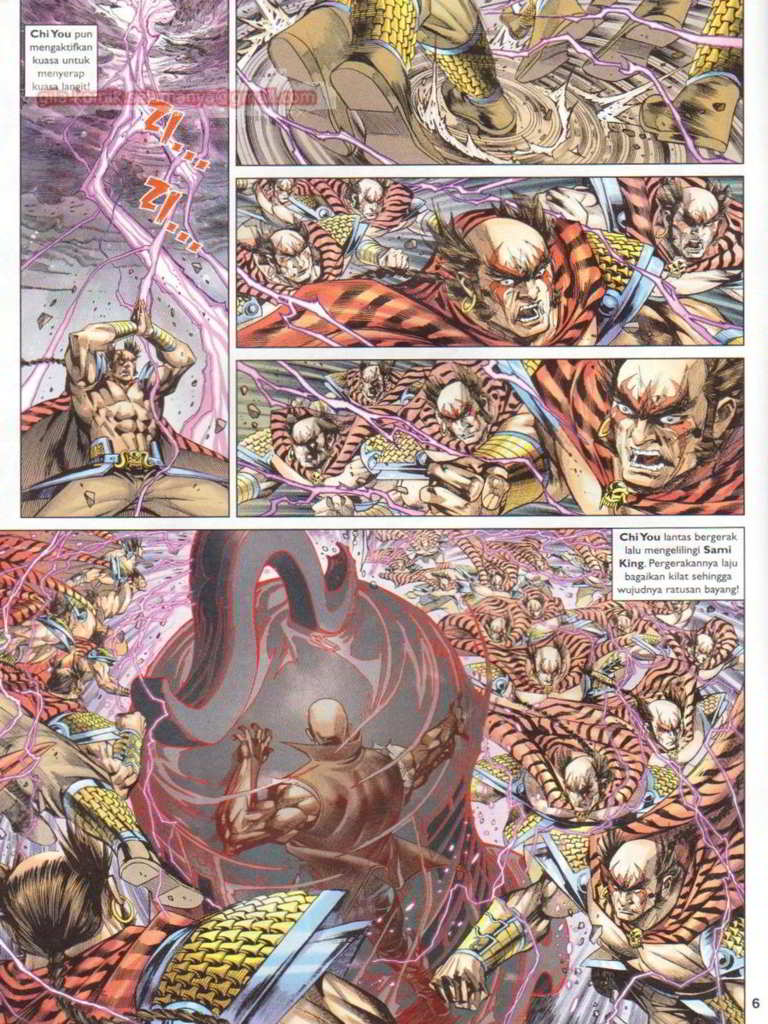 Chi You pun
mengaktifkan
kuasa untuk
menyerap
kuasa langit!
ZI...
ZI...
Chi You lantas bergerak
lalu mengelilingi Sami
King. Pergerakannya laju
bagaikan kilat sehingga
wujudnya ratusan bayang!
6